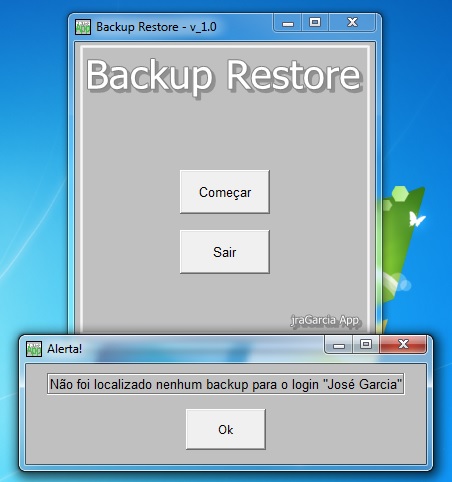 Backup Restore - v_1.0
Backup Restore
Começar
Sair
jraGarcia App
Alerta!
Não foi localizado nenhum backup para o login "José Garcia"
Ok